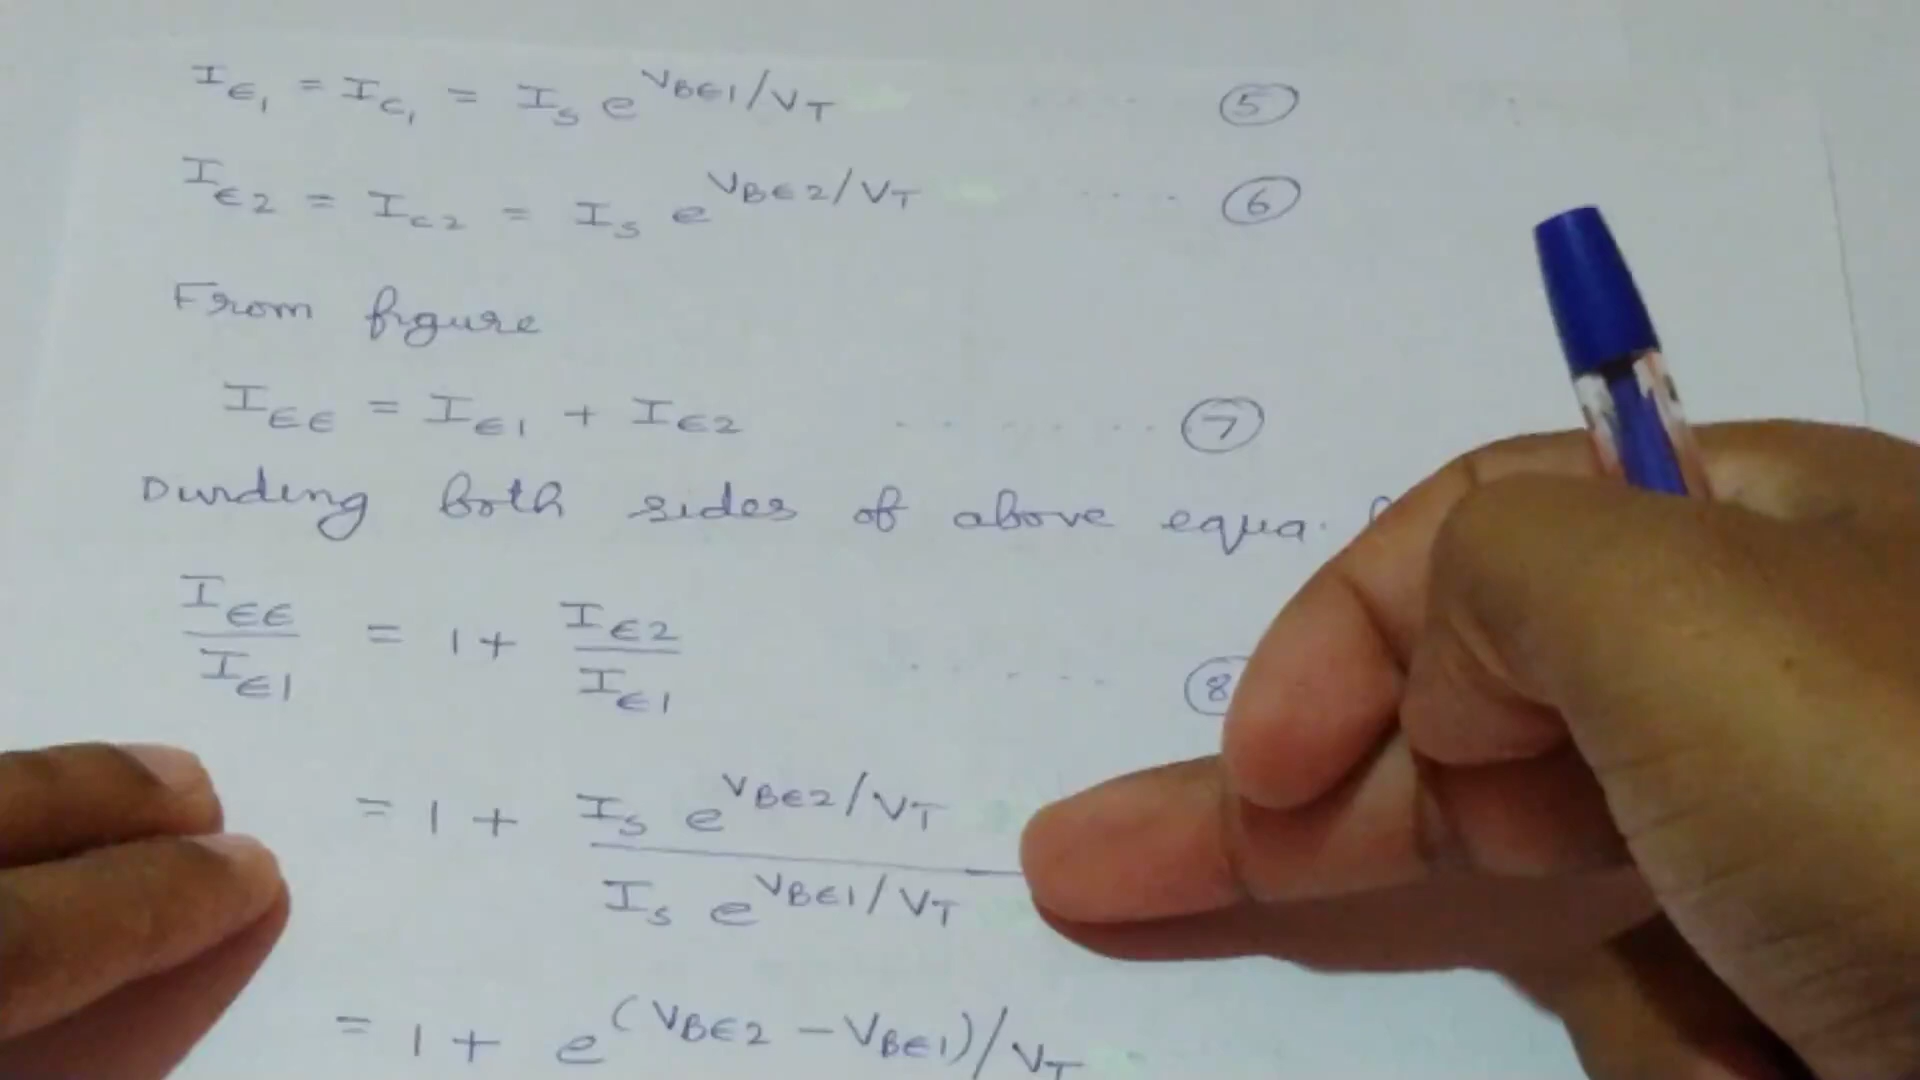 I_E1 = I_C1 = I_S e^VBE1/VT ..... ⑤
I_E2 = I_C2 = I_S e^VBE2/VT .... ⑥
From figure
I_EE = I_E1 + I_E2 ...... ⑦
Dividing both sides of above equa.
I_EE/I_E1 = 1 + I_E2/I_E1 ..... ⑧
= 1 + I_S e^VBE2/VT / I_S e^VBE1/VT
= 1 + e^(VBE2 - VBE1)/VT